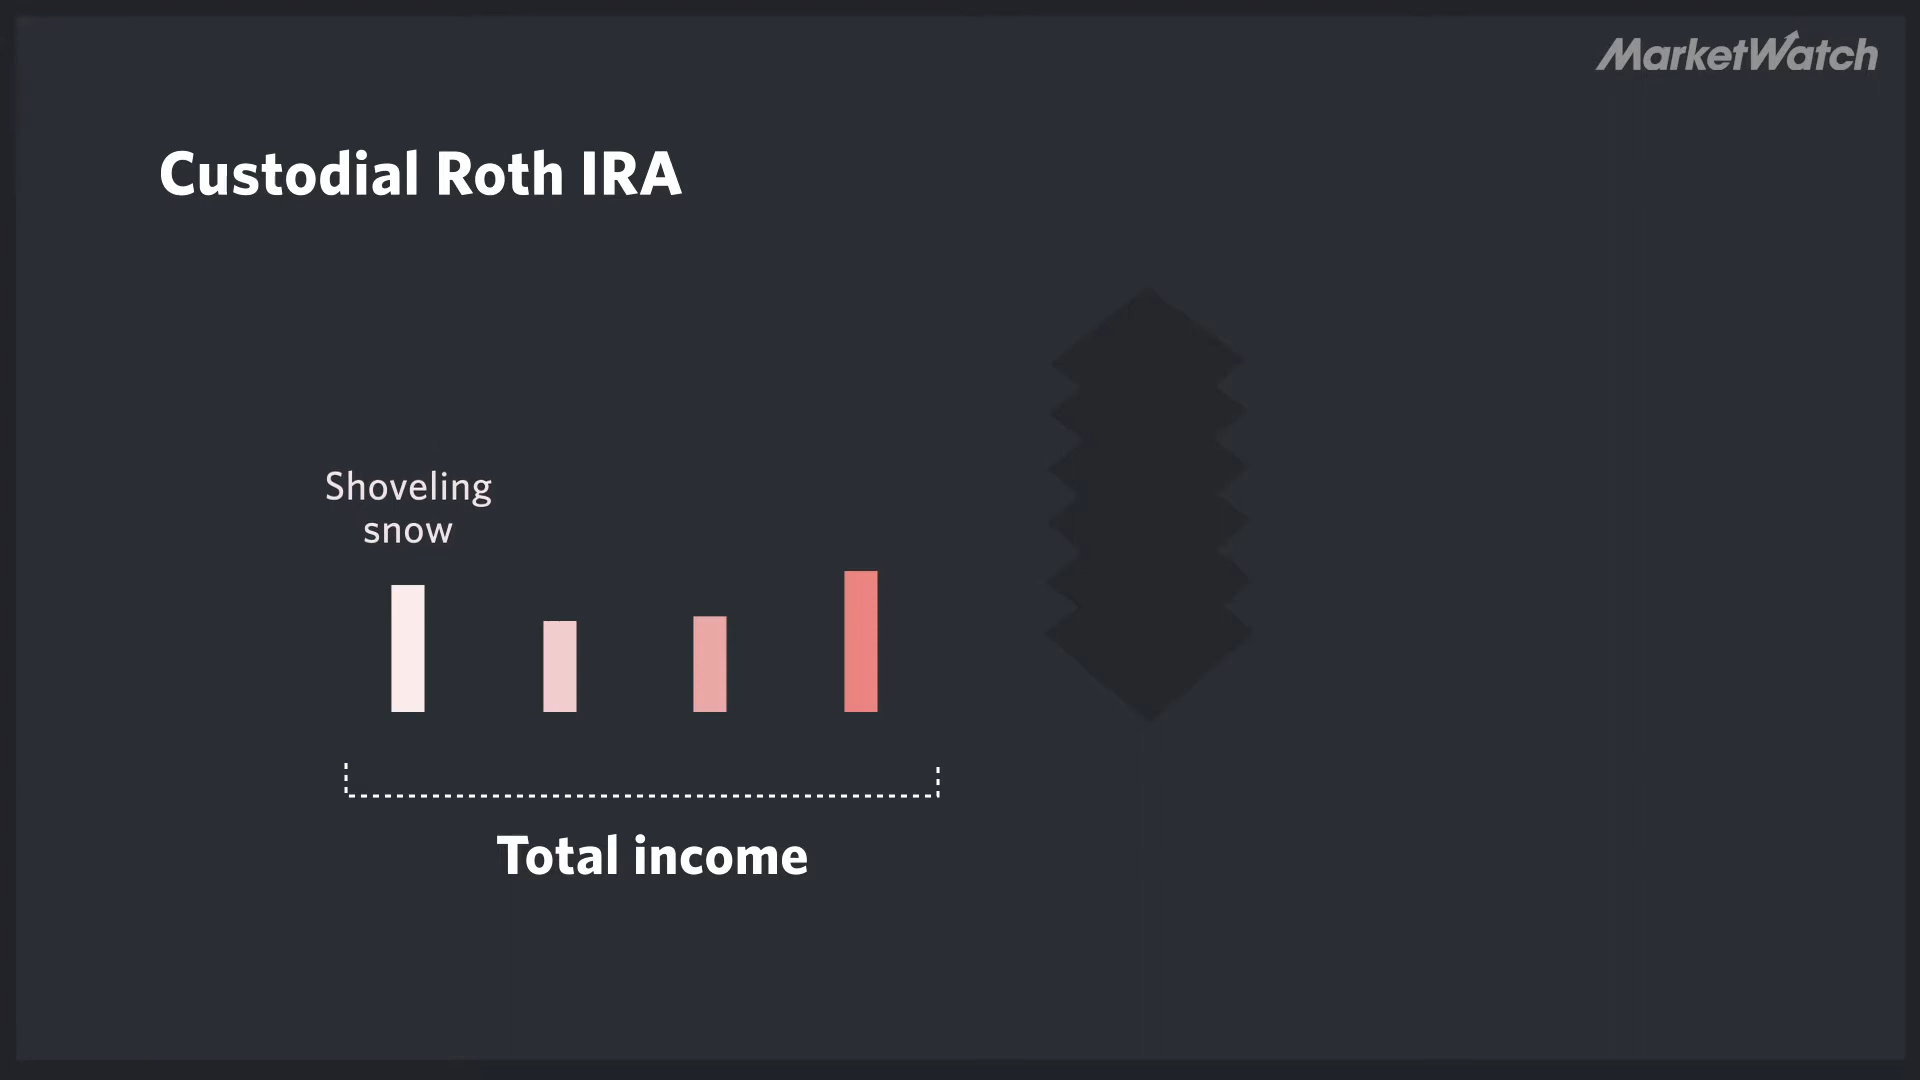 MarketWatch
Custodial Roth IRA
Shoveling
snow
Total income